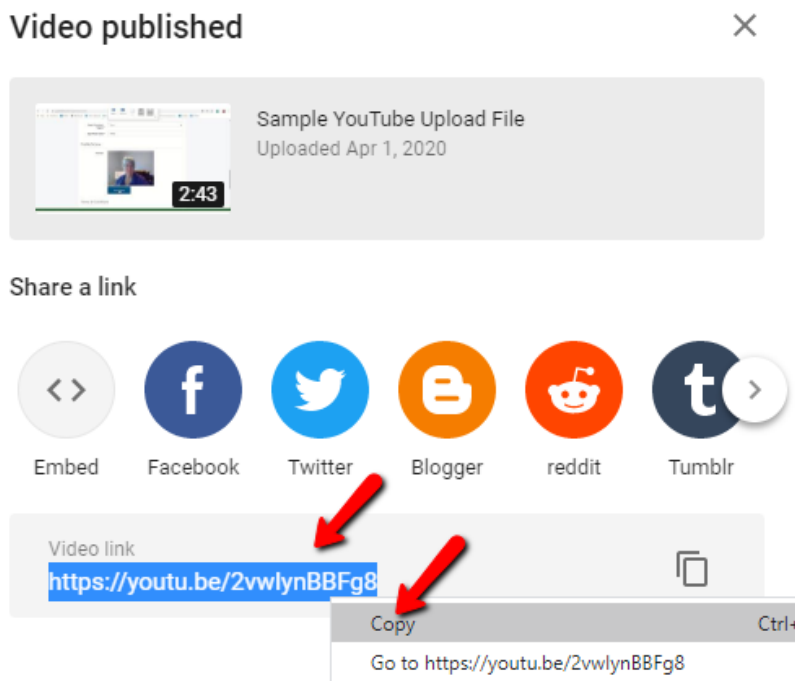 Video published
Sample YouTube Upload File
Uploaded Apr 1, 2020
2:43
Share a link
Embed
Facebook
Twitter
Blogger
reddit
Tumblr
Video link
https://youtu.be/2vwlynBBFg8
Copy Ctrl+
Go to https://youtu.be/2vwlynBBFg8